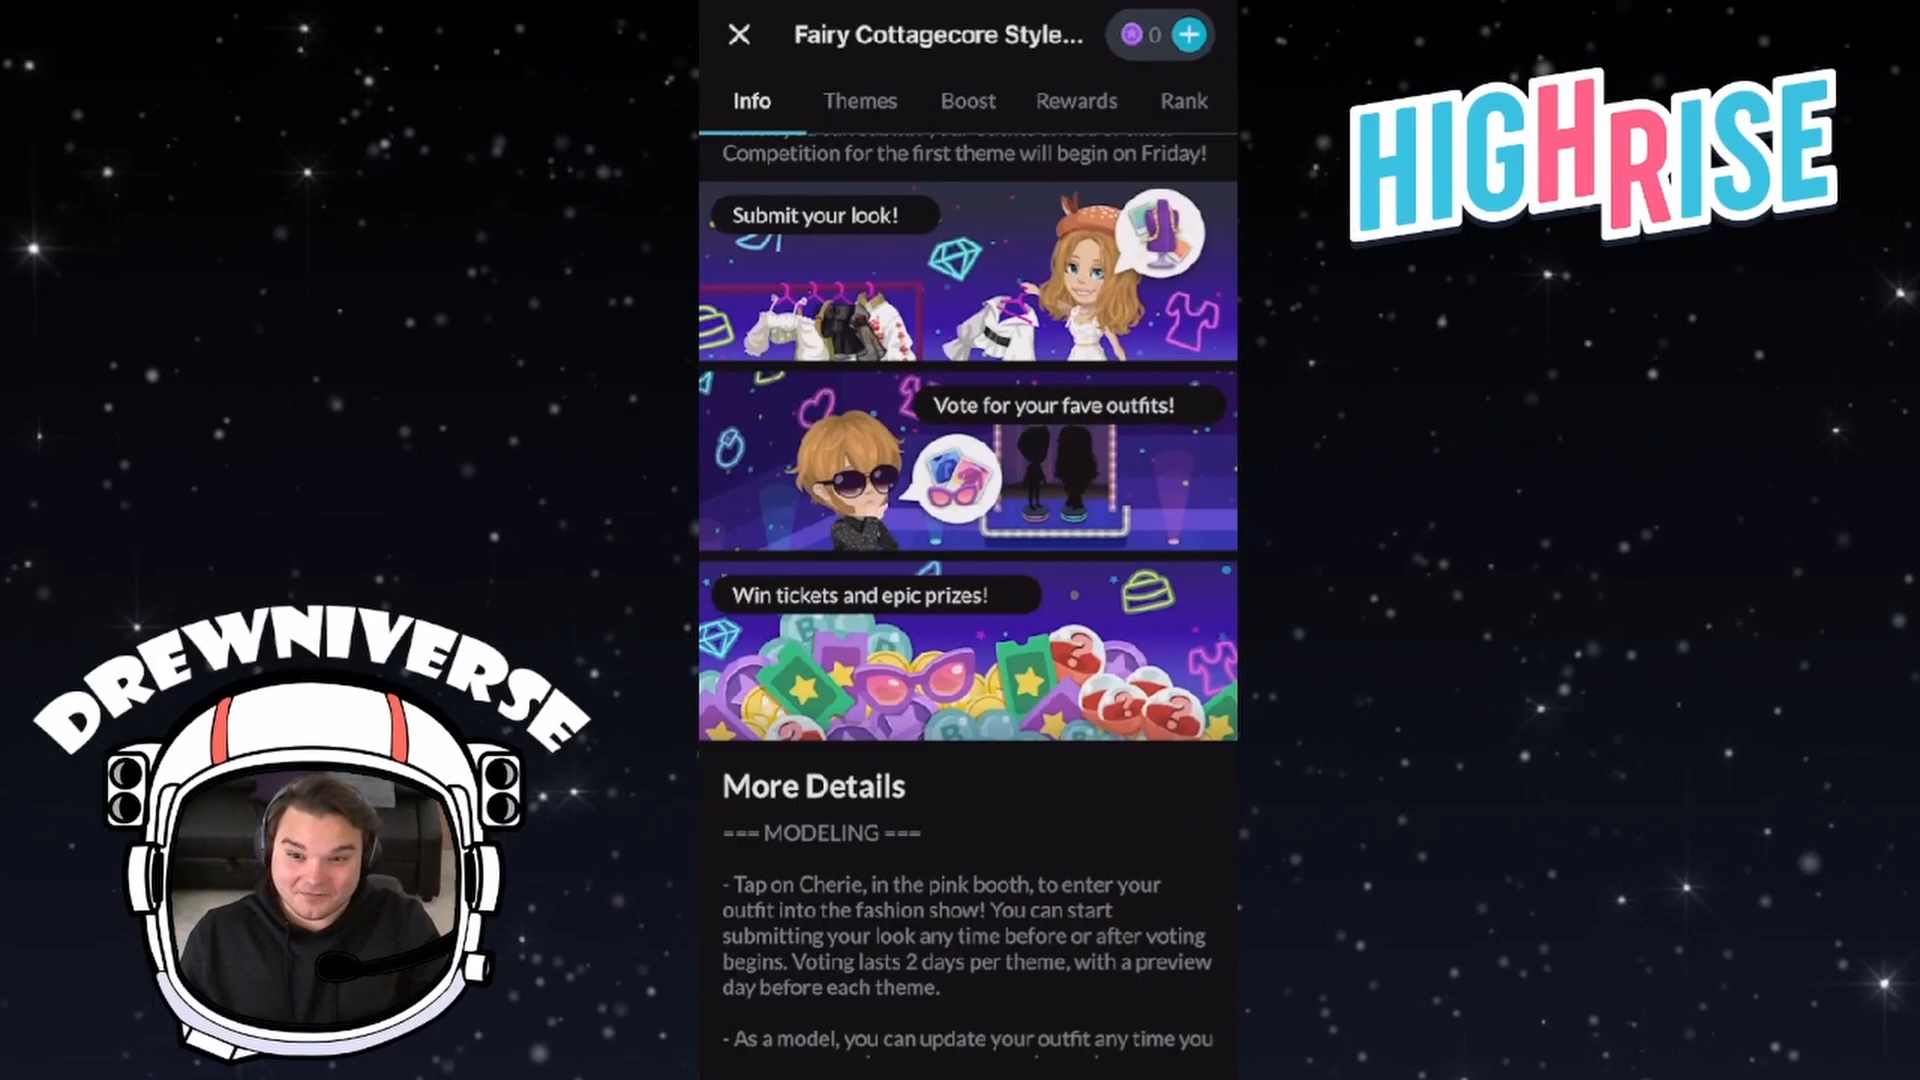 Fairy Cottagecore Style...
0
Info Themes Boost Rewards Rank
Competition for the first theme will begin on Friday!
HIGHRISE
Submit your look!
Vote for your fave outfits!
Win tickets and epic prizes!
DREWNIVERSE
More Details
=== MODELING ===
- Tap on Cherie, in the pink booth, to enter your
outfit into the fashion show! You can start
submitting your look any time before or after voting
begins. Voting lasts 2 days per theme, with a preview
day before each theme.
- As a model, you can update your outfit any time you